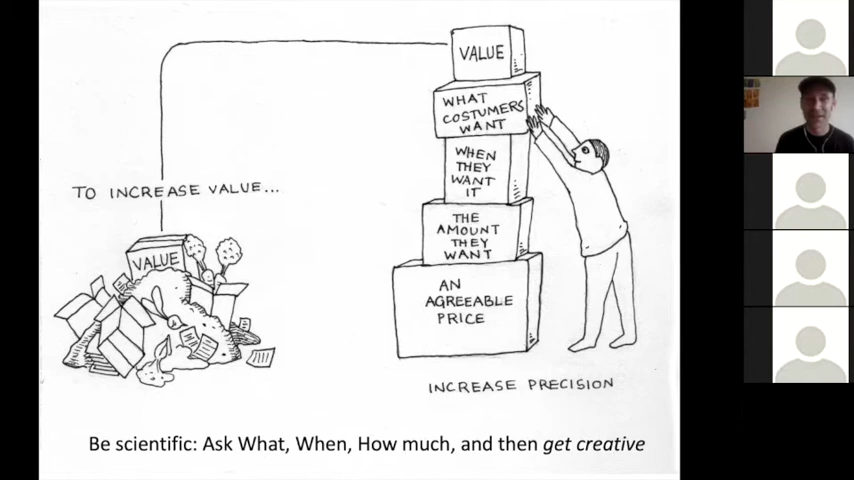 VALUE
WHAT
COSTUMERS
WANT
WHEN
THEY
WANT
IT
TO INCREASE VALUE...
THE
AMOUNT
THEY
WANT
VALUE
AN
AGREEABLE
PRICE
INCREASE PRECISION
Be scientific: Ask What, When, How much, and then get creative